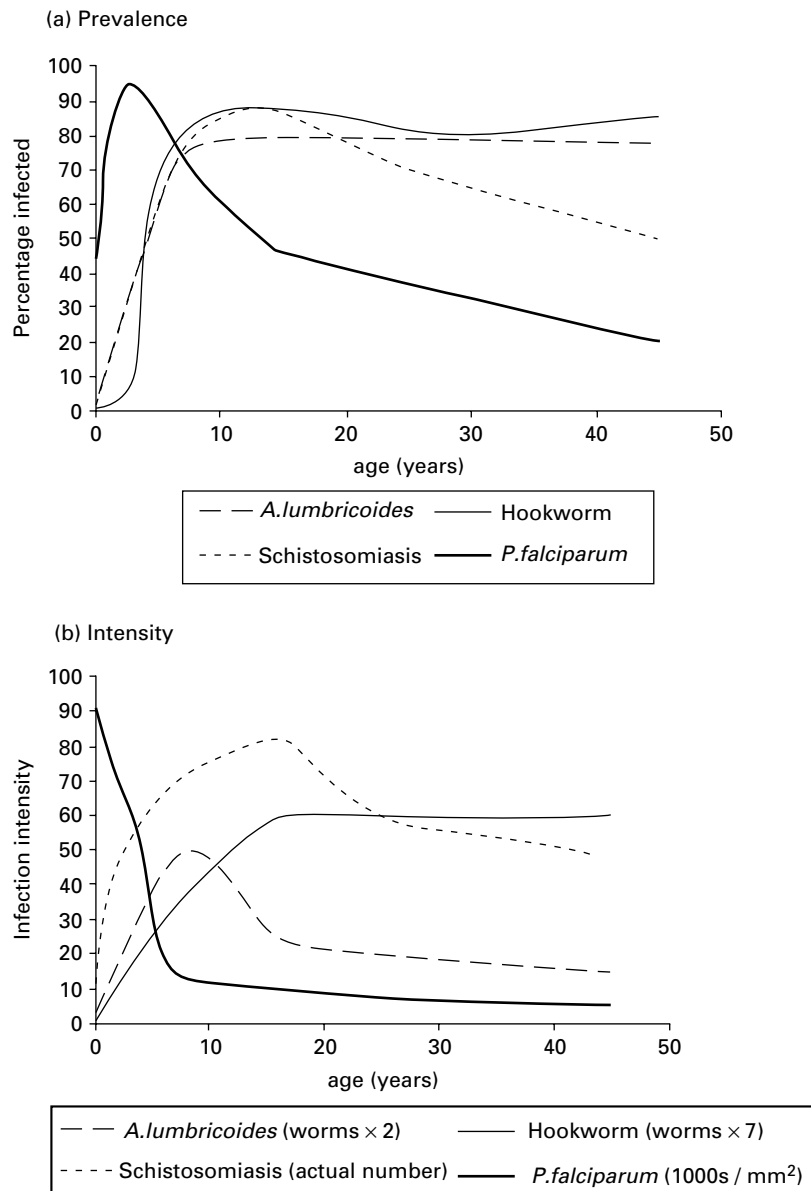 (a) Prevalence
100
90
80
70
60
50
40
30
20
10
0
Percentage infected
0 10 20 30 40 50
age (years)
A.lumbricoides Hookworm
Schistosomiasis P.falciparum
(b) Intensity
100
90
80
70
60
50
40
30
20
10
0
Infection intensity
0 10 20 30 40 50
age (years)
A.lumbricoides (worms × 2) Hookworm (worms × 7)
Schistosomiasis (actual number) P.falciparum (1000s / mm²)